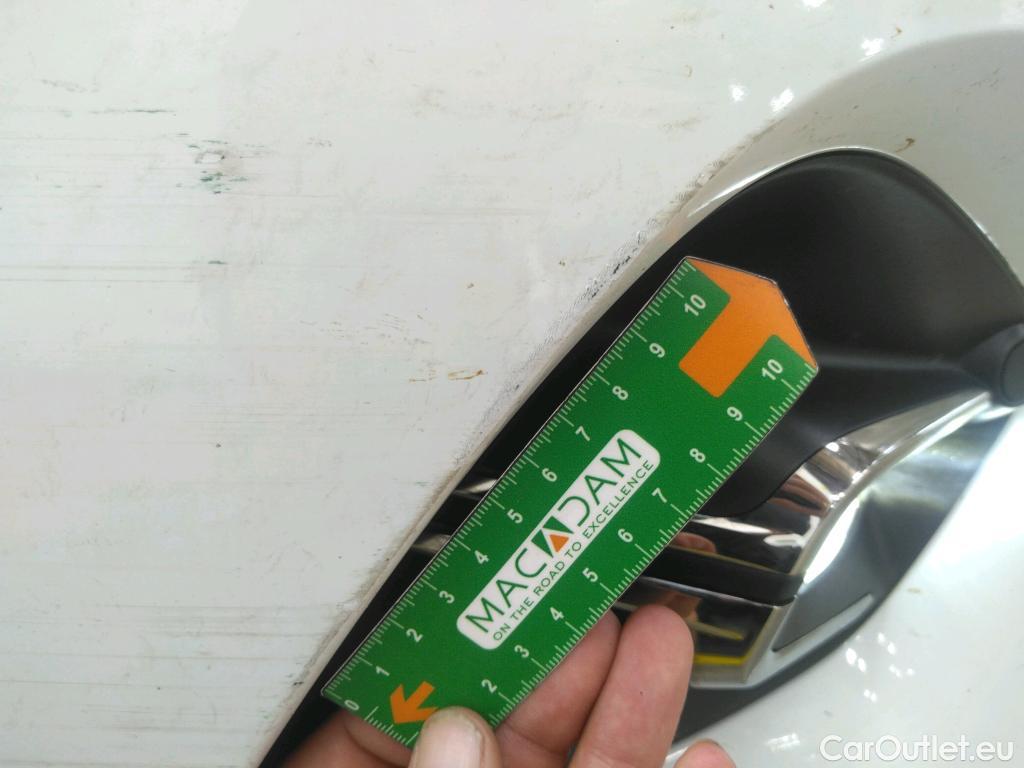 MACADAM
ON THE ROAD TO EXCELLENCE
0 1 2 3 4 5 6 7 8 9 10
2 3 4 5 6 7 8 9 10
CarOutlet.eu